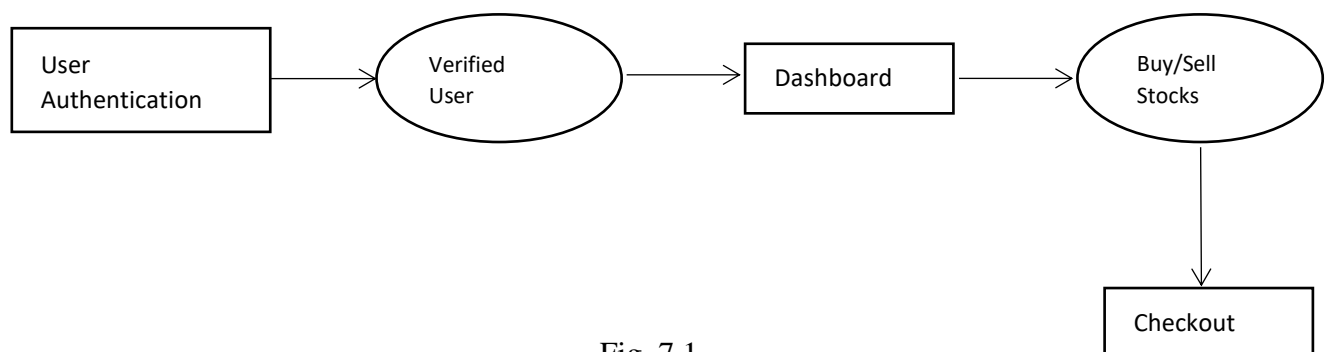 User
Authentication
Verified
User
Dashboard
Buy/Sell
Stocks
Checkout
Fig. 7.1